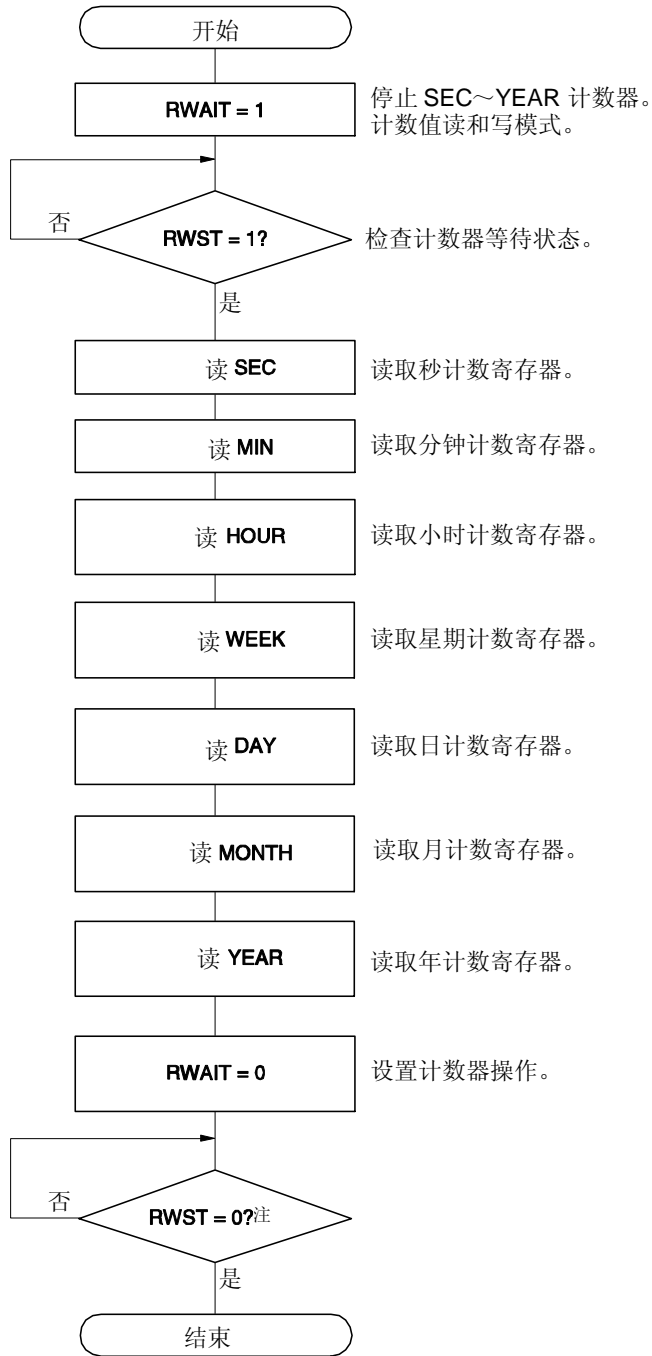 开始
RWAIT = 1
停止 SEC～YEAR 计数器。
计数值读和写模式。
否
RWST = 1?
检查计数器等待状态。
是
读 SEC
读取秒计数寄存器。
读 MIN
读取分钟计数寄存器。
读 HOUR
读取小时计数寄存器。
读 WEEK
读取星期计数寄存器。
读 DAY
读取日计数寄存器。
读 MONTH
读取月计数寄存器。
读 YEAR
读取年计数寄存器。
RWAIT = 0
设置计数器操作。
否
RWST = 0?注
是
结束